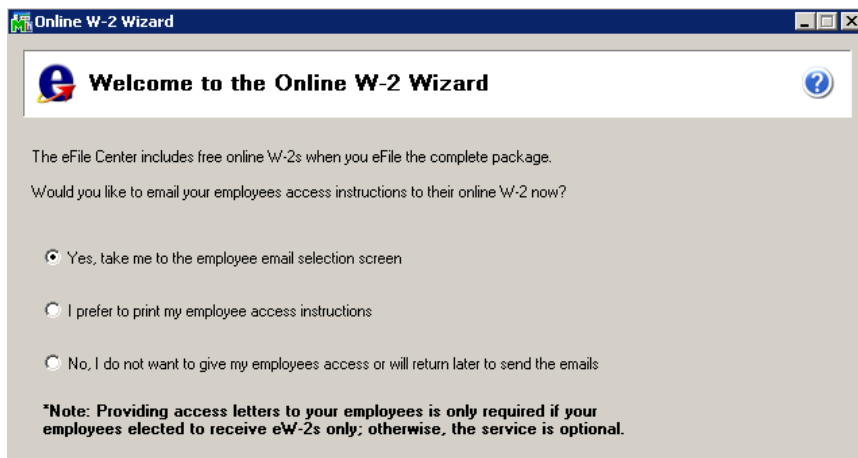 Online W-2 Wizard
Welcome to the Online W-2 Wizard
The eFile Center includes free online W-2s when you eFile the complete package.
Would you like to email your employees access instructions to their online W-2 now?
Yes, take me to the employee email selection screen
I prefer to print my employee access instructions
No, I do not want to give my employees access or will return later to send the emails
*Note: Providing access letters to your employees is only required if your
employees elected to receive eW-2s only; otherwise, the service is optional.